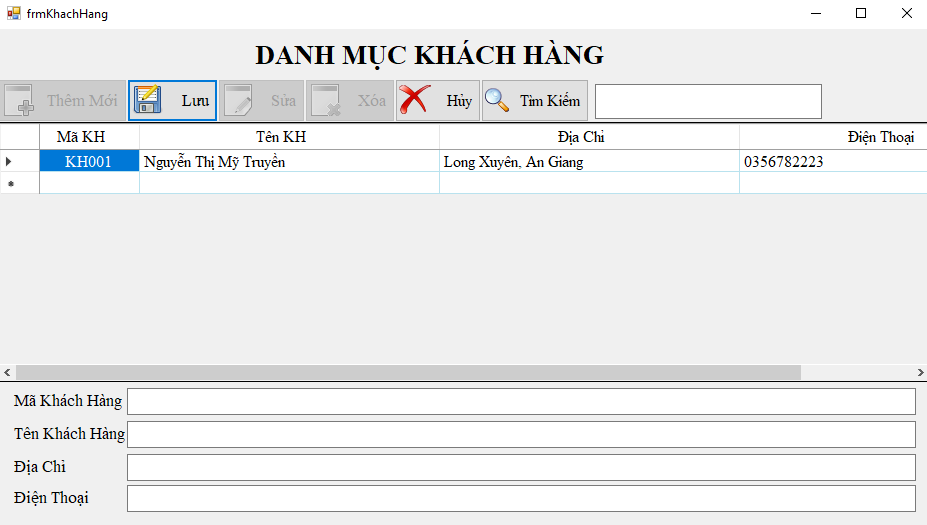 frmKhachHang
DANH MỤC KHÁCH HÀNG
Thêm Mới Lưu Sửa Xóa Hủy Tìm Kiếm
Mã KH Tên KH Địa Chỉ Điện Thoại
KH001 Nguyễn Thị Mỹ Truyền Long Xuyên, An Giang 0356782223
Mã Khách Hàng
Tên Khách Hàng
Địa Chỉ
Điện Thoại